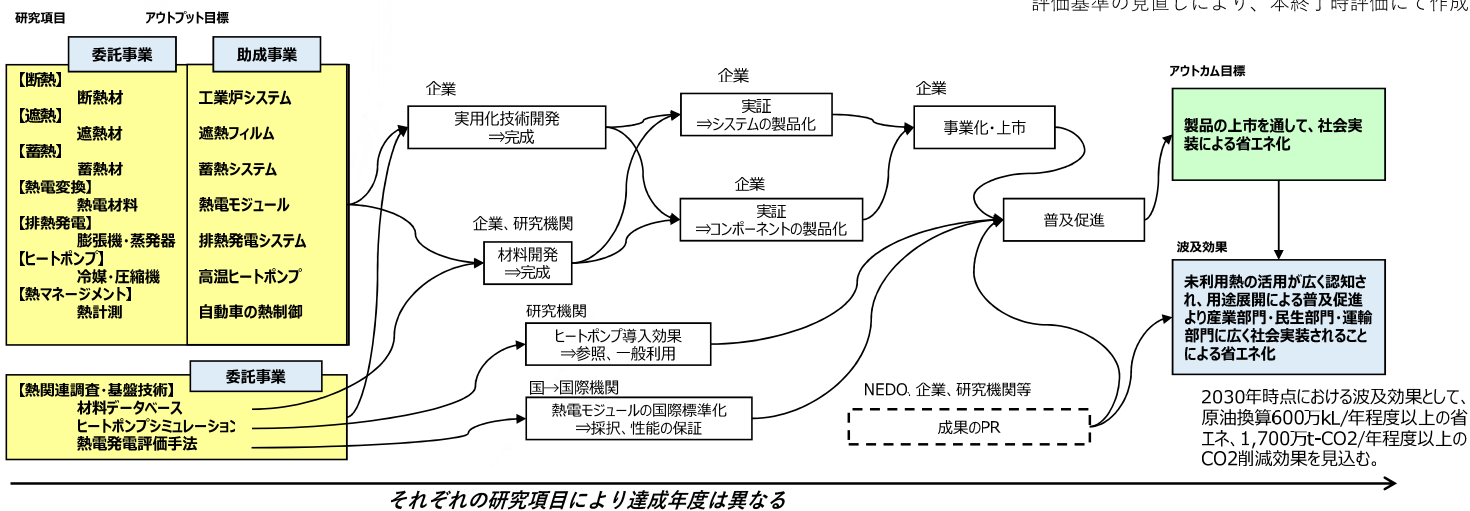 評価基準の見直しにより、本終了時評価にて作成
研究項目
アウトプット目標
委託事業
助成事業
【断熱】
断熱材
工業炉システム
【遮熱】
遮熱材
遮熱フィルム
【蓄熱】
蓄熱材
蓄熱システム
【熱電変換】
熱電材料
熱電モジュール
【排熱発電】
膨張機・蒸発器
排熱発電システム
【ヒートポンプ】
冷媒・圧縮機
高温ヒートポンプ
【熱マネージメント】
熱計測
自動車の熱制御
委託事業
【熱関連調査・基盤技術】
材料データベース
ヒートポンプシミュレーション
熱電発電評価手法
企業
実用化技術開発
⇒完成
企業、研究機関
材料開発
⇒完成
研究機関
ヒートポンプ導入効果
⇒参照、一般利用
国→国際機関
熱電モジュールの国際標準化
⇒採択、性能の保証
企業
実証
⇒システムの製品化
企業
実証
⇒コンポーネントの製品化
企業
事業化・上市
普及促進
NEDO、企業、研究機関等
成果のPR
アウトカム目標
製品の上市を通して、社会実
装による省エネ化
波及効果
未利用熱の活用が広く認知さ
れ、用途展開による普及促進
より産業部門・民生部門・運輸
部門に広く社会実装されること
による省エネ化
2030年時点における波及効果として、
原油換算600万kL/年程度以上の省
エネ、1,700万t-CO2/年程度以上の
CO2削減効果を見込む。
それぞれの研究項目により達成年度は異なる